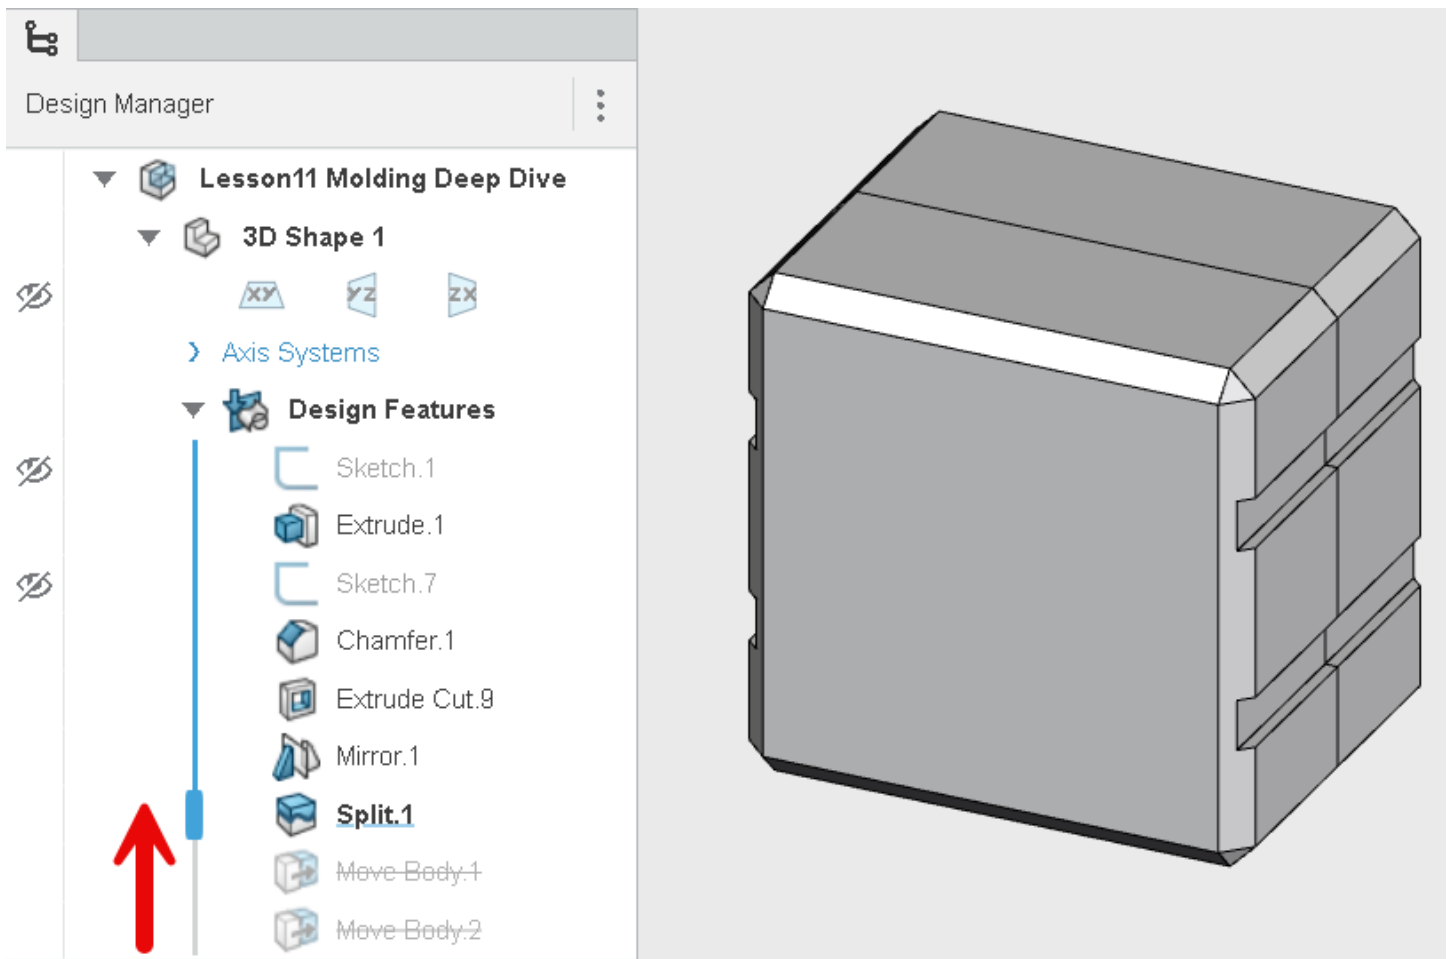 Design Manager
Lesson11 Molding Deep Dive
3D Shape 1
XY YZ ZX
Axis Systems
Design Features
Sketch.1
Extrude.1
Sketch.7
Chamfer.1
Extrude Cut.9
Mirror.1
Split.1
Move Body.1
Move Body.2